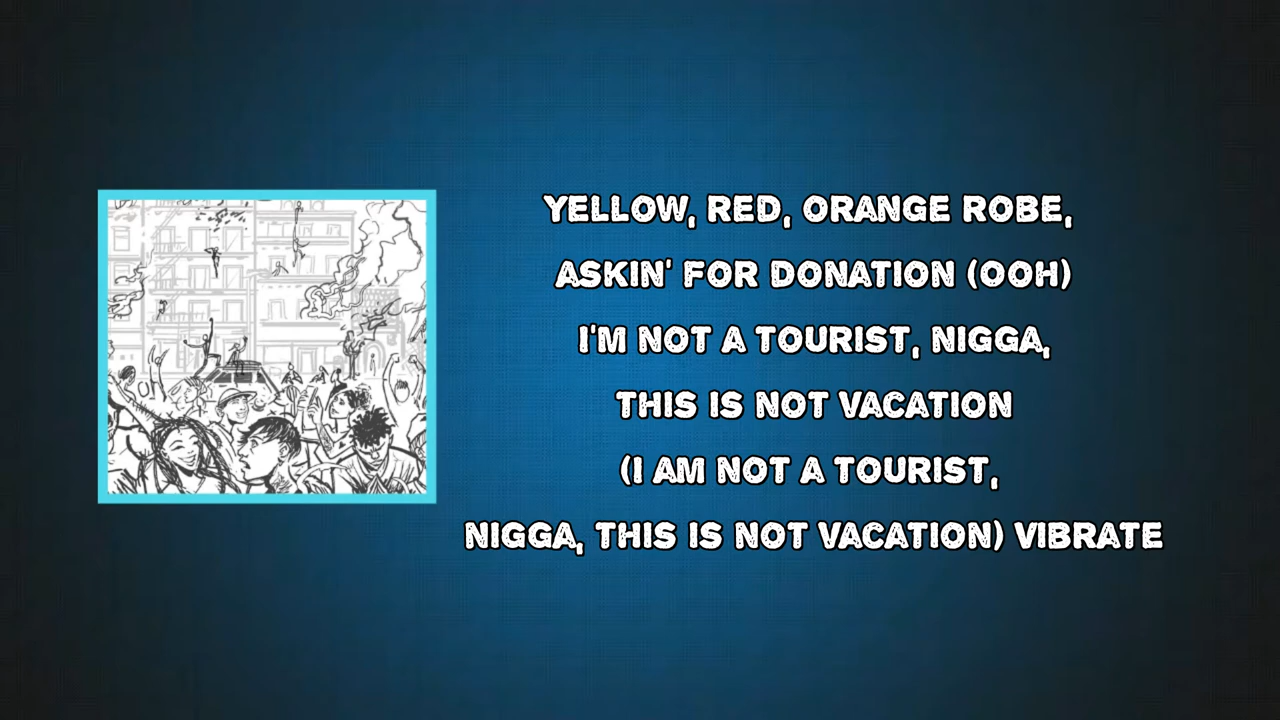 YELLOW, RED, ORANGE ROBE,
ASKIN' FOR DONATION (OOH)
I'M NOT A TOURIST, NIGGA,
THIS IS NOT VACATION
(I AM NOT A TOURIST,
NIGGA, THIS IS NOT VACATION) VIBRATE